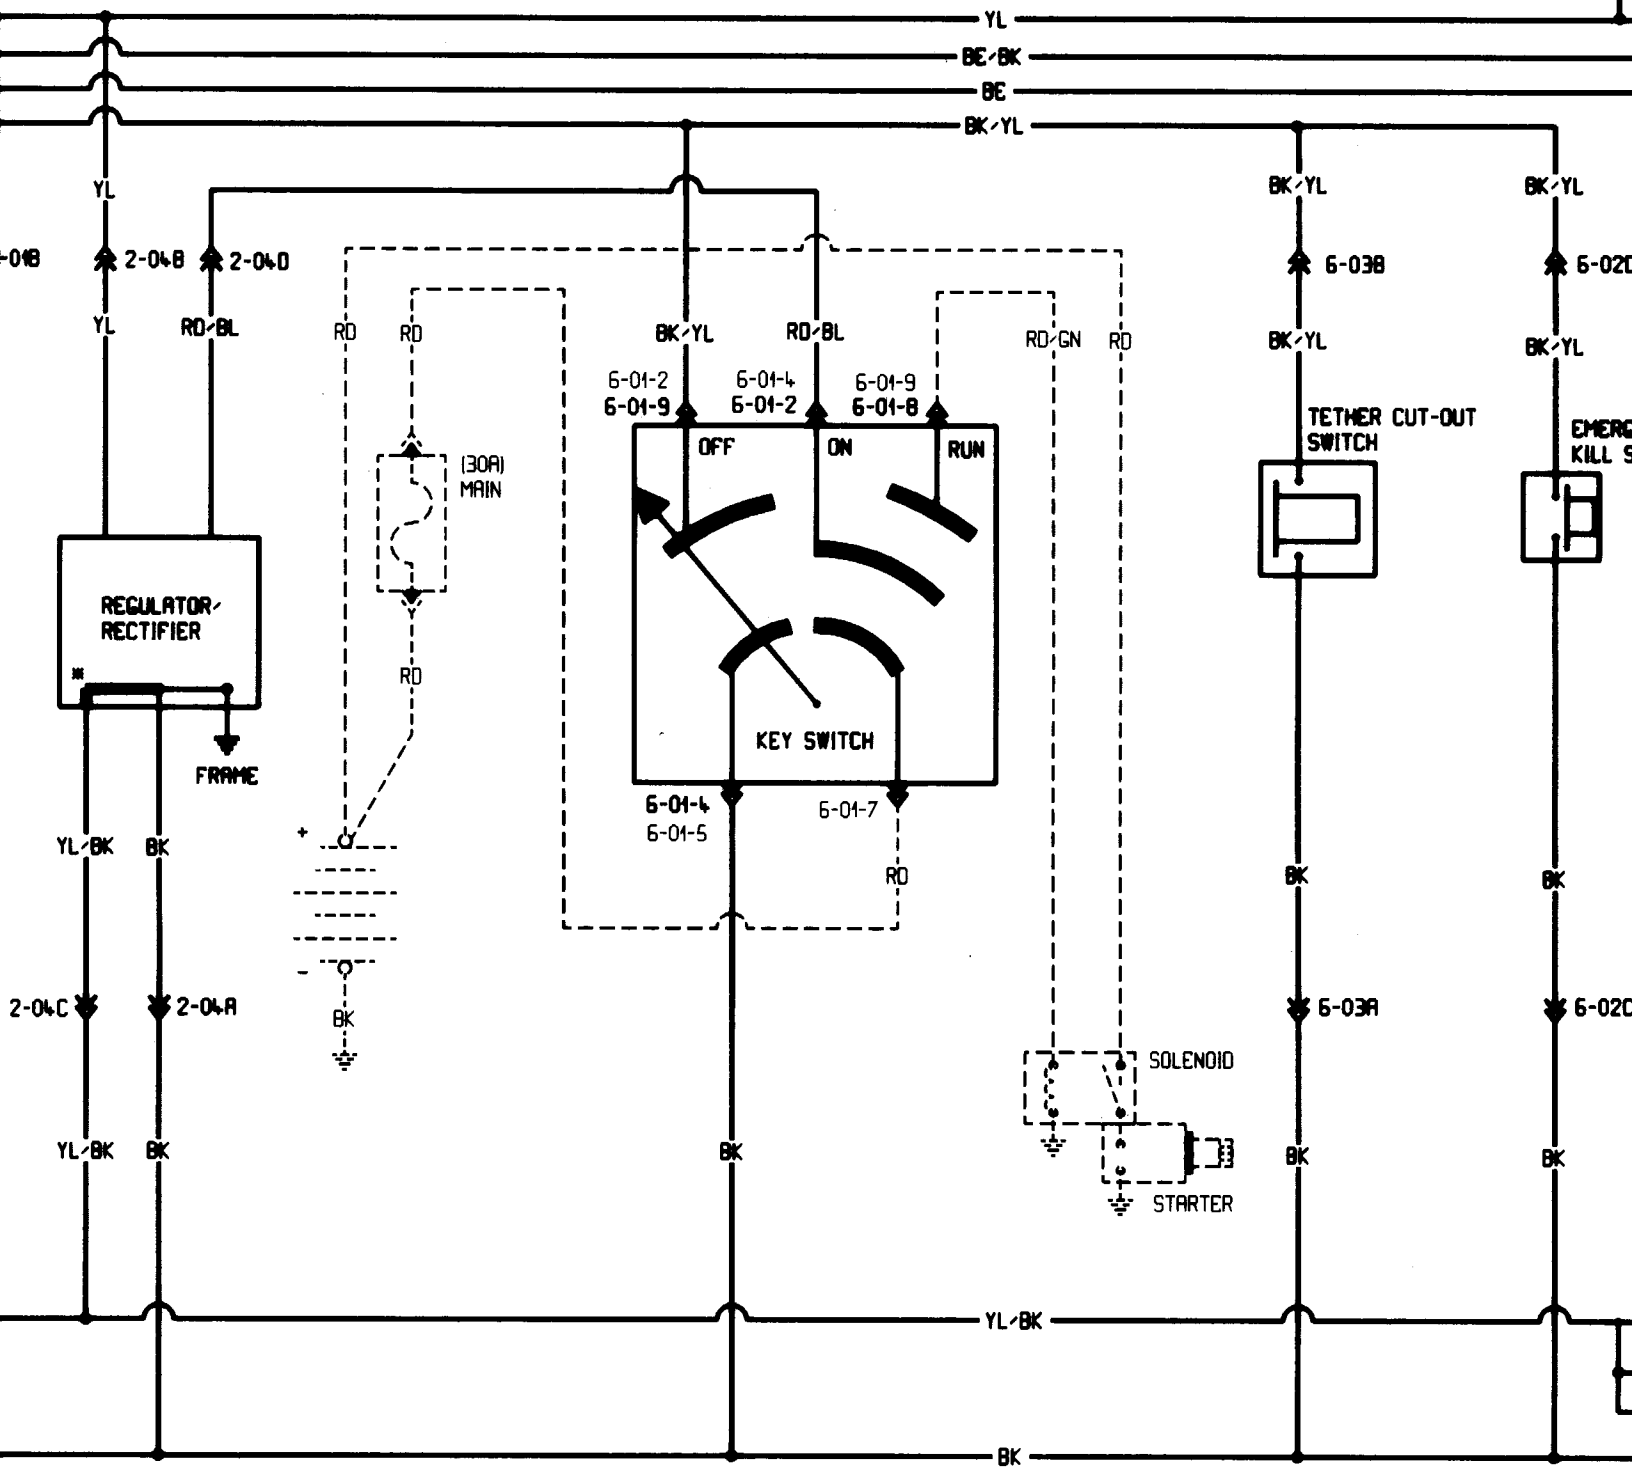 YL
BE/BK
BE
BK/YL
YL
BK/YL
BK/YL
-01B
2-04B
2-04D
6-03B
6-02D
YL
RD/BL
RD
RD
BK/YL
RD/BL
RD/GN
RD
BK/YL
BK/YL
6-01-2
6-01-4
6-01-9
6-01-9
6-01-2
6-01-8
OFF
ON
RUN
TETHER CUT-OUT
SWITCH
EMERG
KILL S
(30A)
MAIN
REGULATOR/
RECTIFIER
*
RD
KEY SWITCH
FRAME
6-01-4
6-01-5
6-01-7
+
YL/BK
BK
RD
BK
BK
-
2-04C
2-04A
BK
6-03A
6-02C
SOLENOID
YL/BK
BK
BK
BK
BK
STARTER
YL/BK
BK